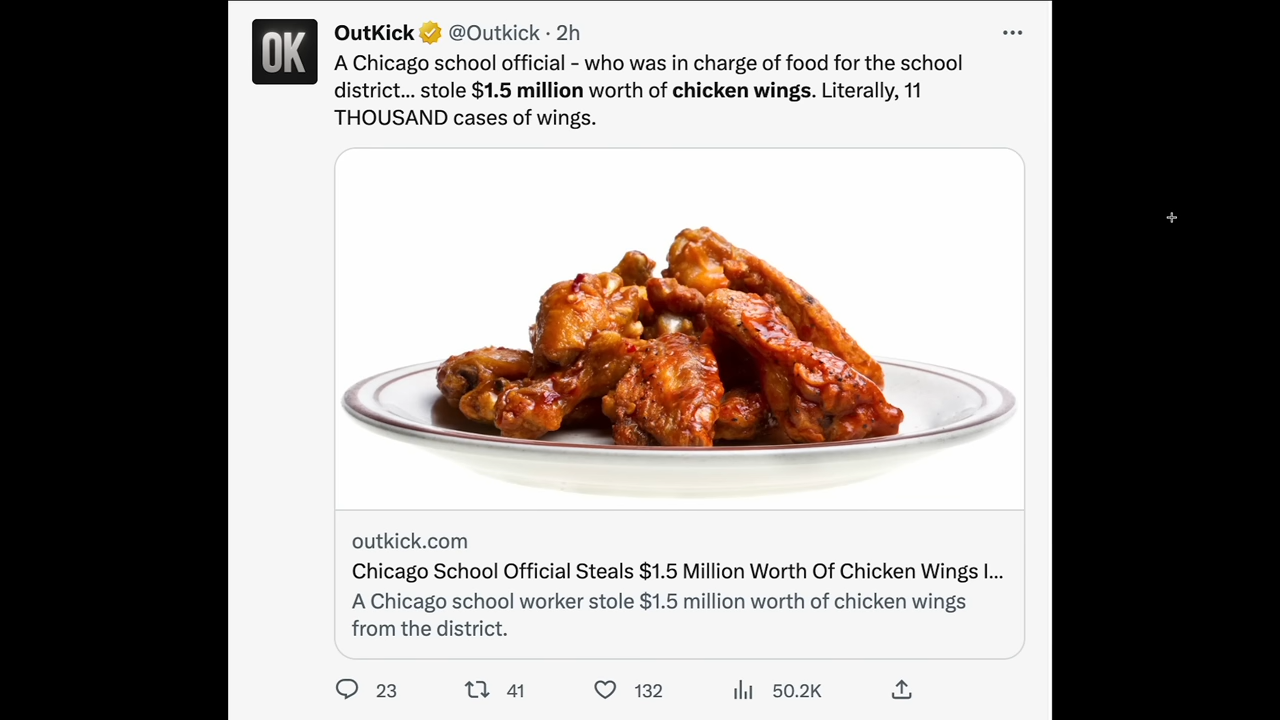 OK
OutKick @Outkick · 2h
A Chicago school official - who was in charge of food for the school
district... stole $1.5 million worth of chicken wings. Literally, 11
THOUSAND cases of wings.
outkick.com
Chicago School Official Steals $1.5 Million Worth Of Chicken Wings I...
A Chicago school worker stole $1.5 million worth of chicken wings
from the district.
23 41 132 50.2K